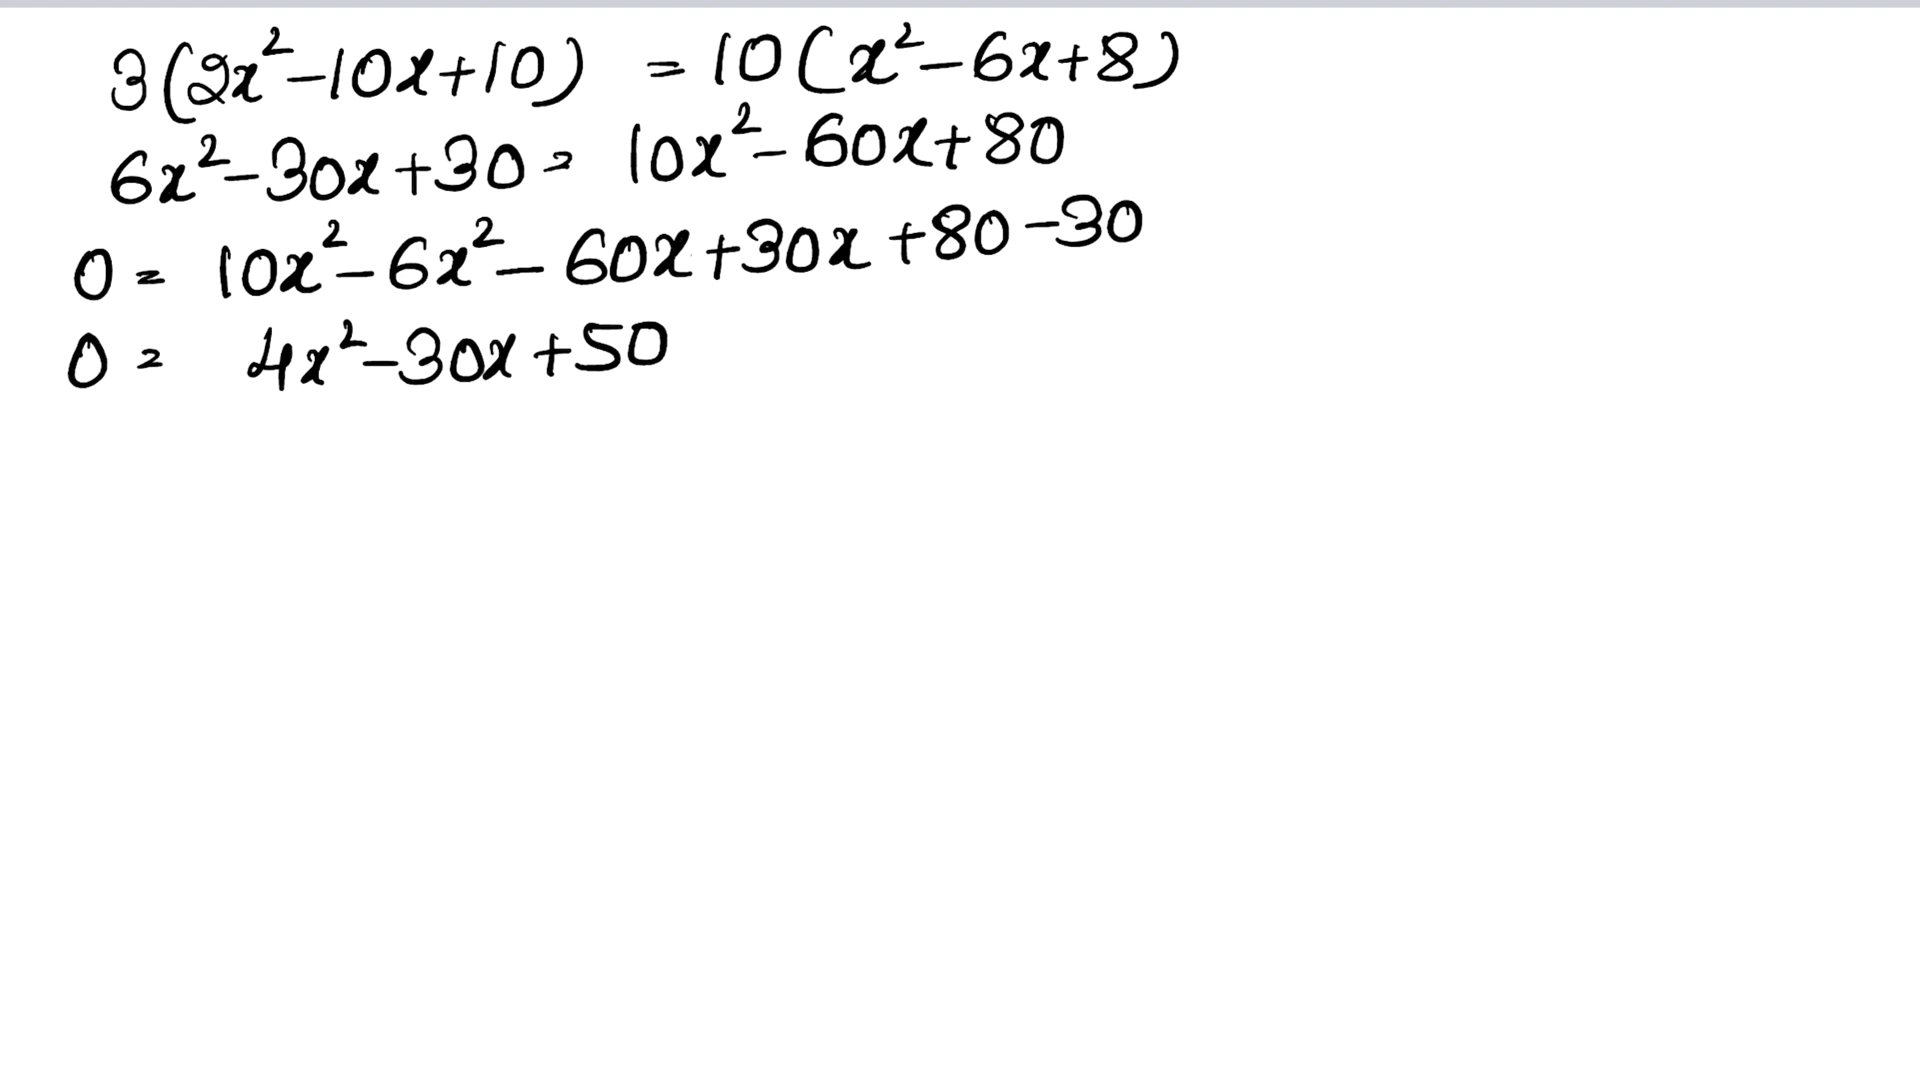 3(2x²-10x+10) = 10(x²-6x+8)
6x²-30x+30 = 10x²-60x+80
0 = 10x²-6x²-60x+30x+80-30
0 = 4x²-30x+50